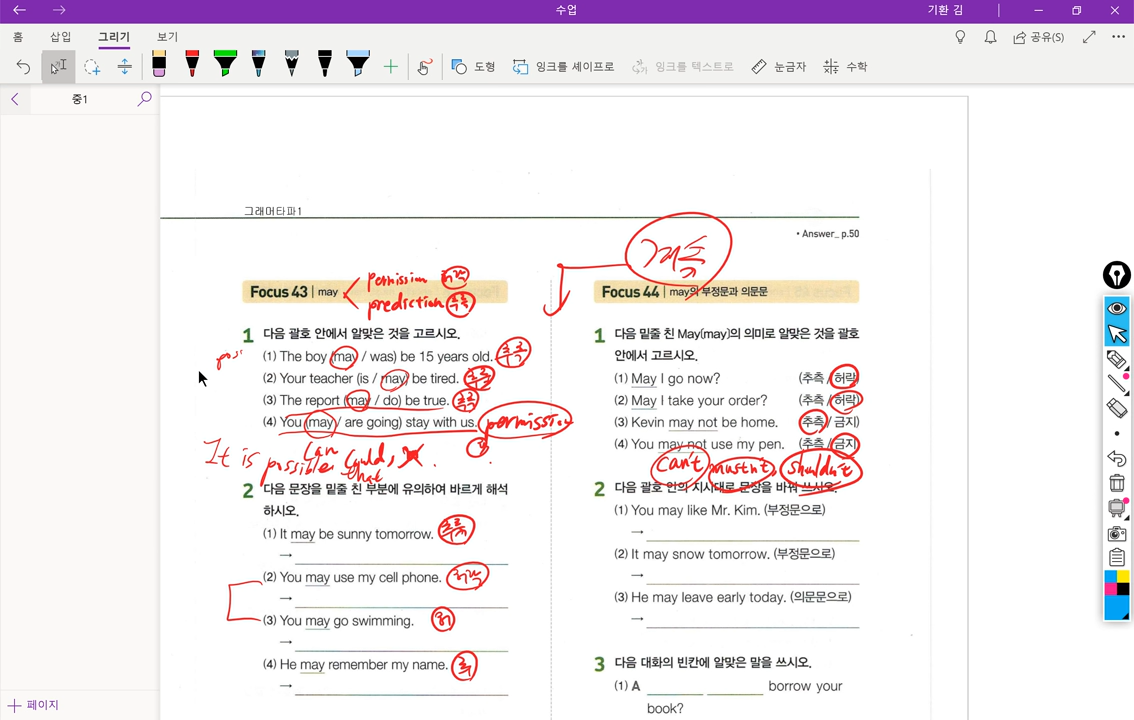 수업
기환 김
홈 삽입 그리기 보기
공유(S)
도형 잉크를 셰이프로 잉크를 텍스트로 눈금자 수학
중1
그래머타파1
• Answer_ p.50
Focus 43 | may
permission 허락
prediction 추측
1 다음 괄호 안에서 알맞은 것을 고르시오.
(1) The boy (may / was) be 15 years old. 추측
(2) Your teacher (is / may) be tired. 추측
(3) The report (may / do) be true. 추측
(4) You (may / are going) stay with us. permission
Can Could,
It is possible that
2 다음 문장을 밑줄 친 부분에 유의하여 바르게 해석
하시오.
(1) It may be sunny tomorrow. 추측
→
(2) You may use my cell phone. 허락
→
(3) You may go swimming. 허
→
(4) He may remember my name. 추
→
Focus 44 | may의 부정문과 의문문
1 다음 밑줄 친 May(may)의 의미로 알맞은 것을 괄호
안에서 고르시오.
(1) May I go now? (추측 / 허락)
(2) May I take your order? (추측 / 허락)
(3) Kevin may not be home. (추측 / 금지)
(4) You may not use my pen. (추측 / 금지)
can't mustn't, shouldn't
2 다음 괄호 안의 지시대로 문장을 바꿔 쓰시오.
(1) You may like Mr. Kim. (부정문으로)
→
(2) It may snow tomorrow. (부정문으로)
→
(3) He may leave early today. (의문문으로)
→
3 다음 대화의 빈칸에 알맞은 말을 쓰시오.
(1) A borrow your
book?
페이지